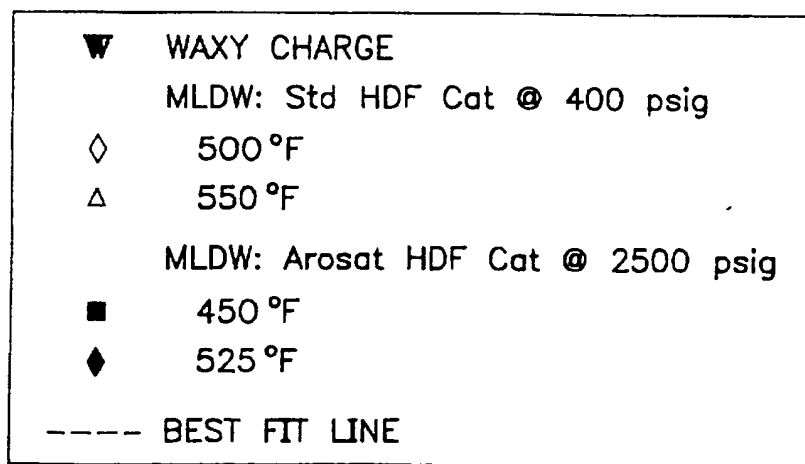 WAXY CHARGE
MLDW: Std HDF Cat @ 400 psig
500 °F
550 °F
MLDW: Arosat HDF Cat @ 2500 psig
450 °F
525 °F
BEST FIT LINE